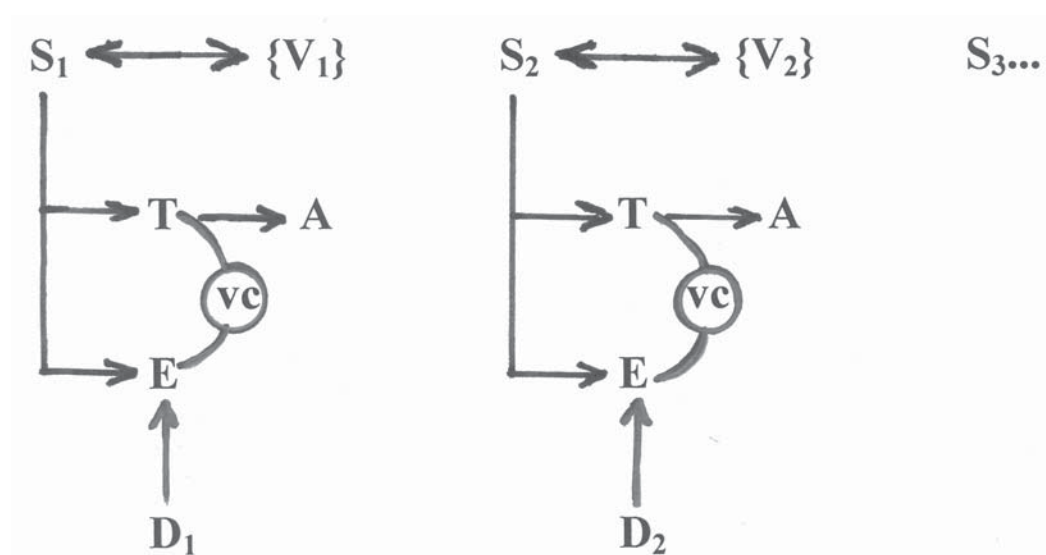 S₁ {V₁} S₂ {V₂} S₃...
T A T A
vc vc
E E
D₁ D₂